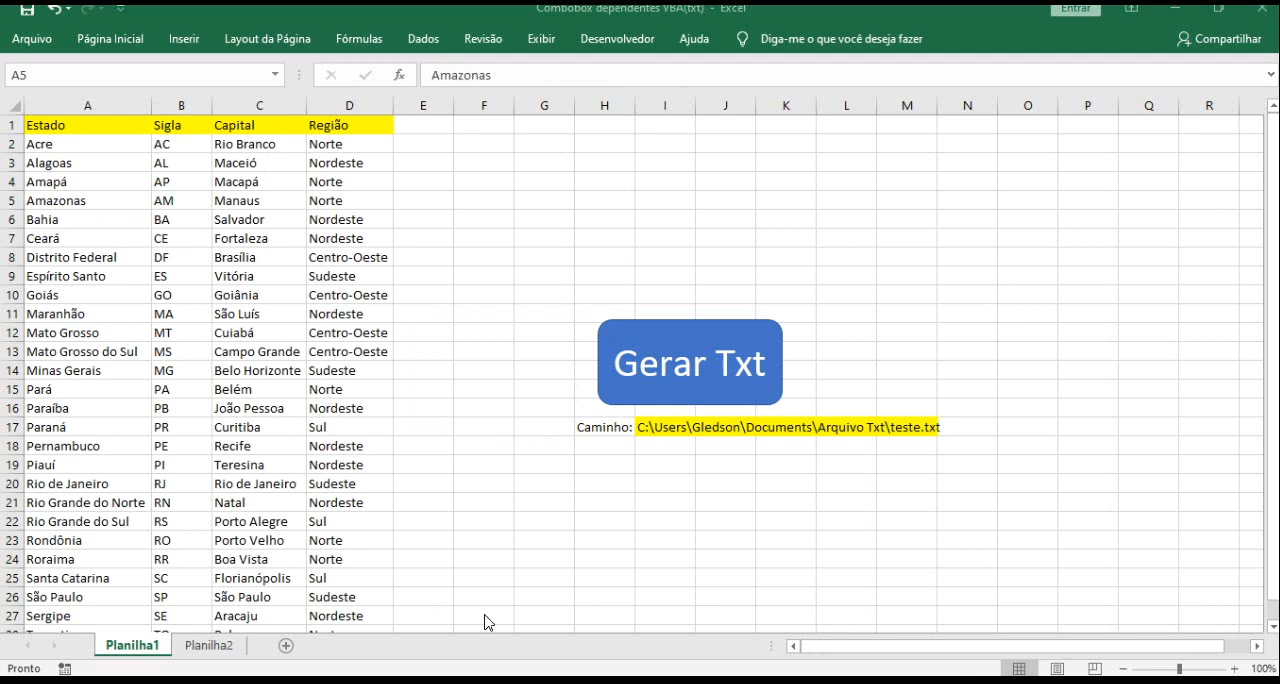 Combobox dependentes VBA(txt) - Excel
Entrar
Arquivo Página Inicial Inserir Layout da Página Fórmulas Dados Revisão Exibir Desenvolvedor Ajuda Diga-me o que você deseja fazer Compartilhar
A5 fx Amazonas
A B C D E F G H I J K L M N O P Q R
1 Estado Sigla Capital Região
2 Acre AC Rio Branco Norte
3 Alagoas AL Maceió Nordeste
4 Amapá AP Macapá Norte
5 Amazonas AM Manaus Norte
6 Bahia BA Salvador Nordeste
7 Ceará CE Fortaleza Nordeste
8 Distrito Federal DF Brasília Centro-Oeste
9 Espírito Santo ES Vitória Sudeste
10 Goiás GO Goiânia Centro-Oeste
11 Maranhão MA São Luís Nordeste
12 Mato Grosso MT Cuiabá Centro-Oeste
13 Mato Grosso do Sul MS Campo Grande Centro-Oeste
14 Minas Gerais MG Belo Horizonte Sudeste
15 Pará PA Belém Norte
16 Paraíba PB João Pessoa Nordeste
17 Paraná PR Curitiba Sul
18 Pernambuco PE Recife Nordeste
19 Piauí PI Teresina Nordeste
20 Rio de Janeiro RJ Rio de Janeiro Sudeste
21 Rio Grande do Norte RN Natal Nordeste
22 Rio Grande do Sul RS Porto Alegre Sul
23 Rondônia RO Porto Velho Norte
24 Roraima RR Boa Vista Norte
25 Santa Catarina SC Florianópolis Sul
26 São Paulo SP São Paulo Sudeste
27 Sergipe SE Aracaju Nordeste
Gerar Txt
Caminho: C:\Users\Gledson\Documents\Arquivo Txt\teste.txt
Planilha1 Planilha2
Pronto
100%